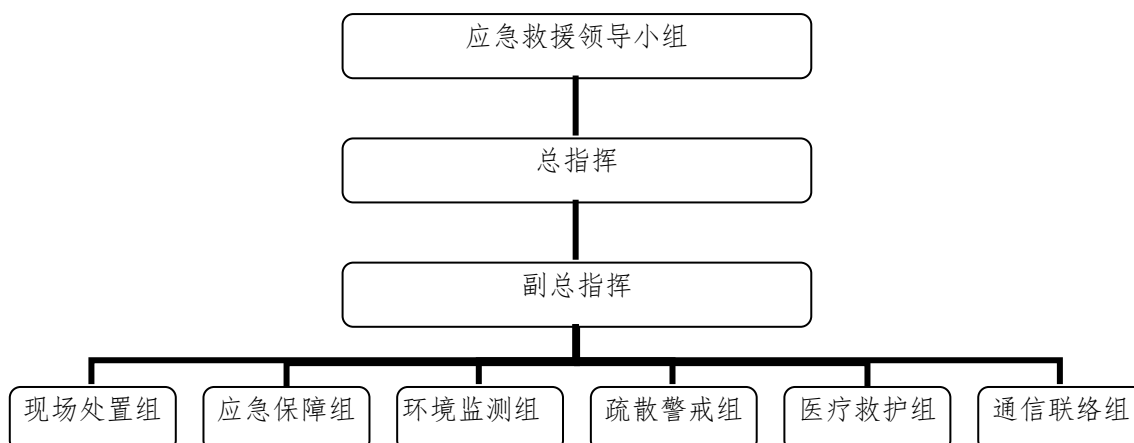 应急救援领导小组
总指挥
副总指挥
现场处置组
应急保障组
环境监测组
疏散警戒组
医疗救护组
通信联络组